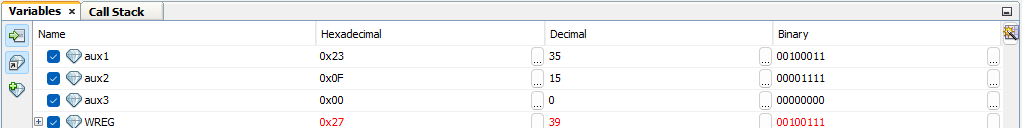 Variables × Call Stack
Name Hexadecimal Decimal Binary
aux1 0x23 ... 35 ... 00100011 ...
aux2 0x0F ... 15 ... 00001111 ...
aux3 0x00 ... 0 ... 00000000 ...
WREG 0x27 ... 39 ... 00100111 ...